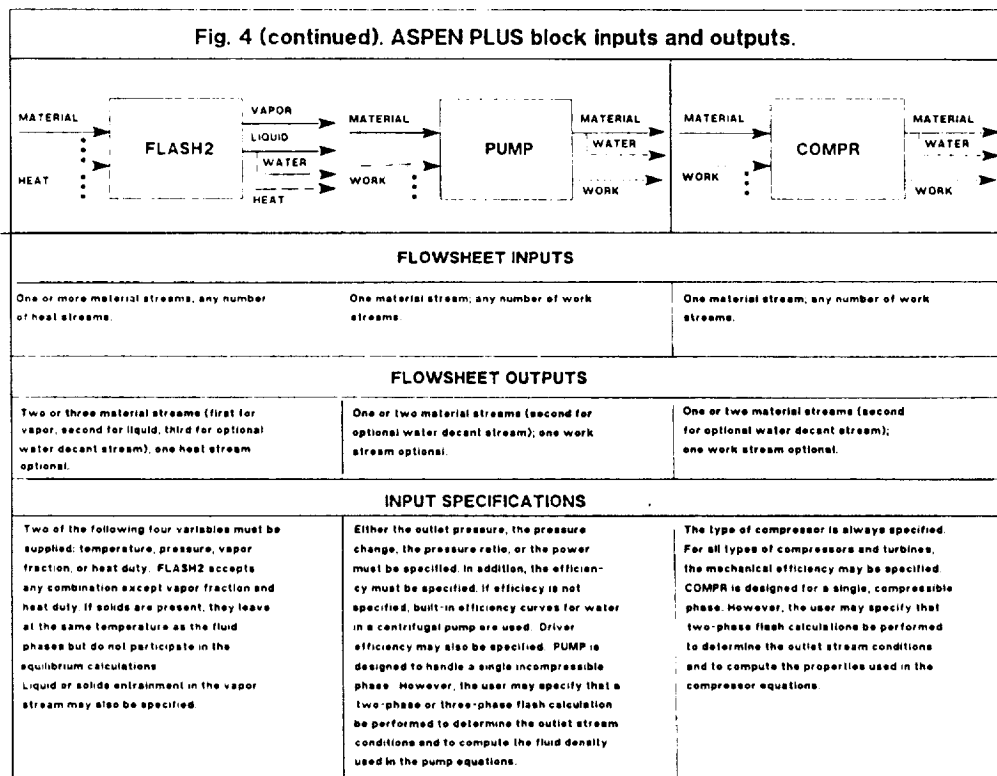 Fig. 4 (continued). ASPEN PLUS block inputs and outputs.
MATERIAL
HEAT
FLASH2
VAPOR
LIQUID
WATER
HEAT
MATERIAL
WORK
PUMP
MATERIAL
WATER
WORK
MATERIAL
WORK
COMPR
MATERIAL
WATER
WORK
FLOWSHEET INPUTS
One or more material streams, any number
of heat streams.
One material stream; any number of work
streams.
One material stream; any number of work
streams.
FLOWSHEET OUTPUTS
Two or three material streams (first for
vapor, second for liquid, third for optional
water decant stream), one heat stream
optional.
One or two material streams (second for
optional water decant stream); one work
stream optional.
One or two material streams (second
for optional water decant stream);
one work stream optional.
INPUT SPECIFICATIONS
Two of the following four variables must be
supplied: temperature, pressure, vapor
fraction, or heat duty. FLASH2 accepts
any combination except vapor fraction and
heat duty. If solids are present, they leave
at the same temperature as the fluid
phases but do not participate in the
equilibrium calculations
Liquid or solids entrainment in the vapor
stream may also be specified.
Either the outlet pressure, the pressure
change, the pressure ratio, or the power
must be specified. In addition, the efficien-
cy must be specified. If efficiecy is not
specified, built-in efficiency curves for water
in a centrifugal pump are used. Driver
efficiency may also be specified. PUMP is
designed to handle a single incompressible
phase. However, the user may specify that a
two-phase or three-phase flash calculation
be performed to determine the outlet stream
conditions and to compute the fluid density
used in the pump equations.
The type of compressor is always specified.
For all types of compressors and turbines,
the mechanical efficiency may be specified.
COMPR is designed for a single, compressible
phase. However, the user may specify that
two-phase flash calculations be performed
to determine the outlet stream conditions
and to compute the properties used in the
compressor equations.